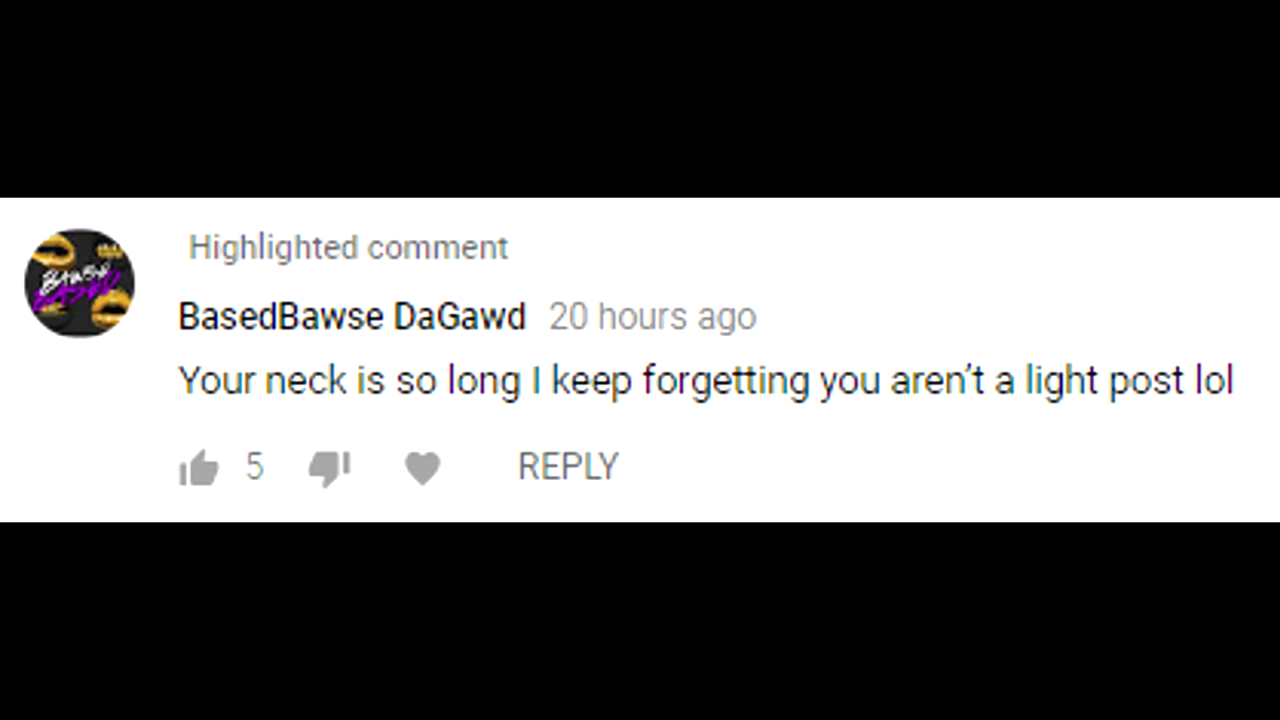 Highlighted comment
BasedBawse DaGawd 20 hours ago
Your neck is so long I keep forgetting you aren’t a light post lol
5 REPLY